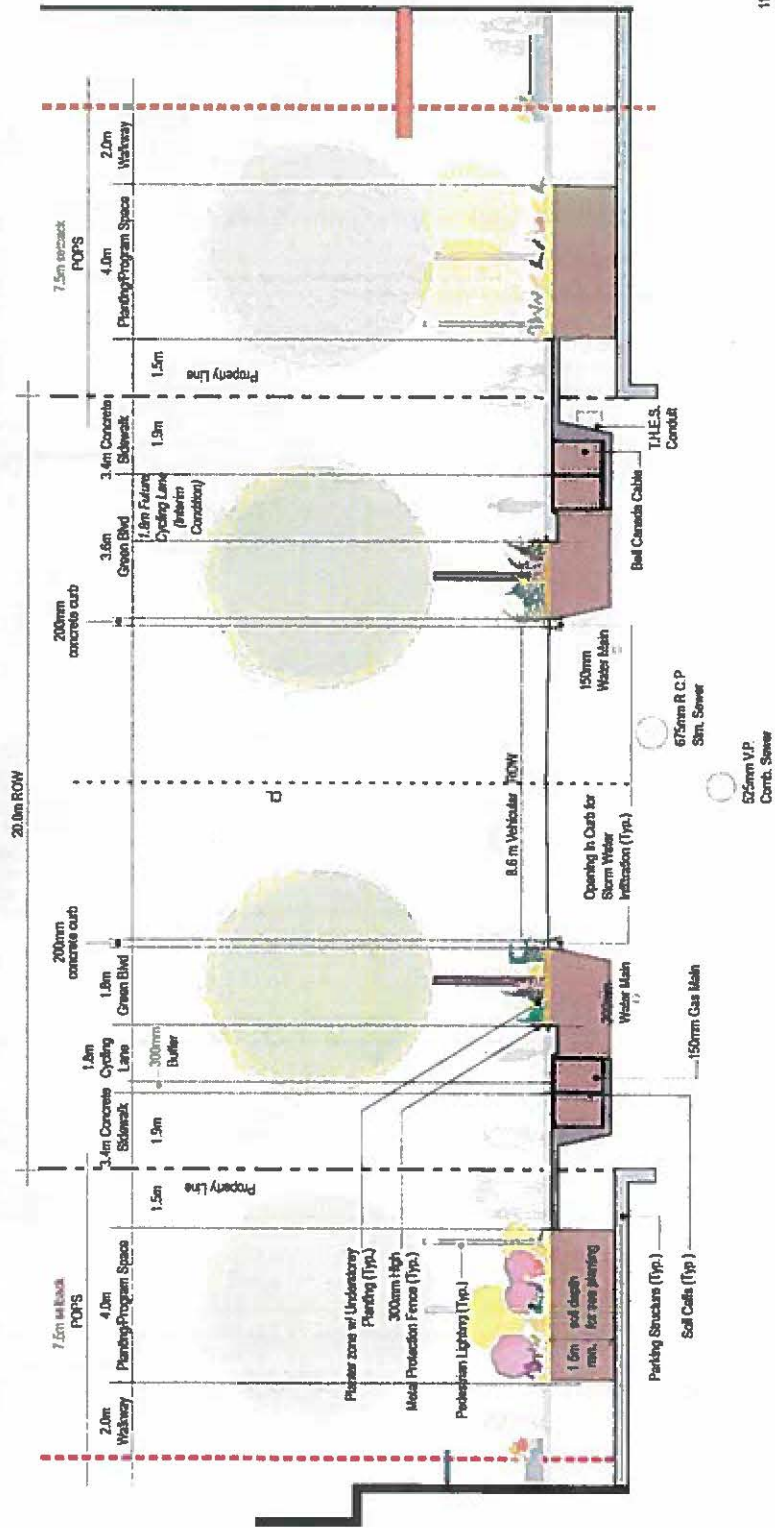 20.0m ROW
7.5m setback
POPS
2.0m
Walkway
4.0m
Planting/Program Space
1.5m
Property Line
3.4m Concrete
Sidewalk
1.9m
1.8m
Cycling
Lane
300mm
Buffer
1.8m
Green Blvd
200mm
concrete curb
8.6 m Vehicular ROW
200mm
concrete curb
3.6m
Green Blvd
1.8m Future
Cycling Lane
(Interim
Condition)
3.4m Concrete
Sidewalk
1.9m
Property Line
1.5m
7.5m setback
POPS
4.0m
Planting/Program Space
2.0m
Walkway
Planter zone w/ Understorey
Planting (Typ.)
300mm High
Metal Protection Fence (Typ.)
Pedestrian Lighting (Typ.)
1.5m
min.
soil depth
for tree planting
Parking Structure (Typ.)
Soil Cells (Typ.)
150mm Gas Main
Water Main
Opening In Curb for
Storm Water
Infiltration (Typ.)
525mm V.P.
Comb. Sewer
675mm R.C.P
Stm. Sewer
150mm
Water Main
Bell Canada Cable
T.H.E.S.
Conduit